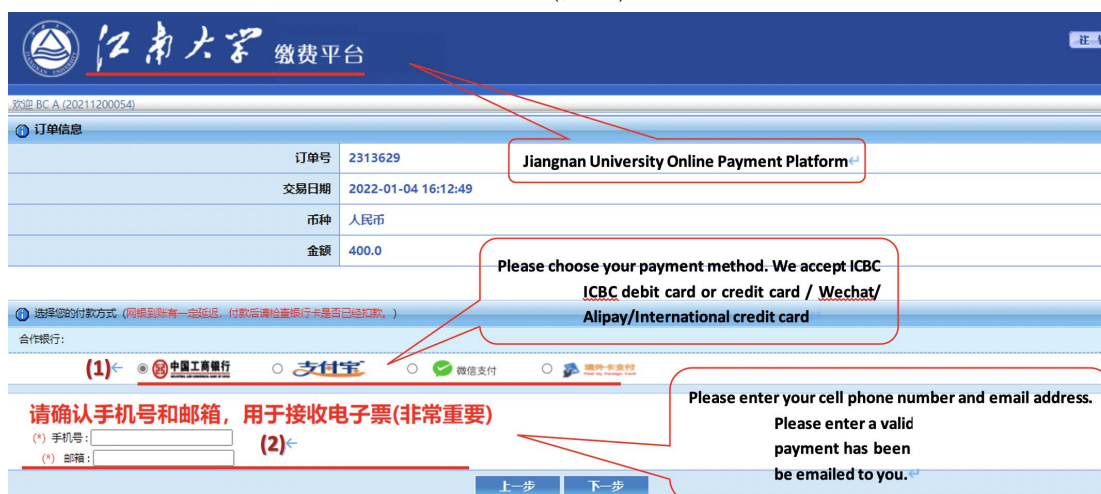 江南大学 缴费平台
注
欢迎 BC A (20211200054)
订单信息
订单号 2313629
Jiangnan University Online Payment Platform
交易日期 2022-01-04 16:12:49
币种 人民币
金额 400.0
Please choose your payment method. We accept ICBC
ICBC debit card or credit card / Wechat/
Alipay/International credit card
选择您的付款方式（网银到账有一定延迟，付款后请检查银行卡是否已经扣款。）
合作银行:
(1) 中国工商银行 支付宝 微信支付 境外卡支付
Please enter your cell phone number and email address.
Please enter a valid
payment has been
be emailed to you.
请确认手机号和邮箱，用于接收电子票(非常重要)
(*) 手机号:
(2)
(*) 邮箱:
上一步 下一步